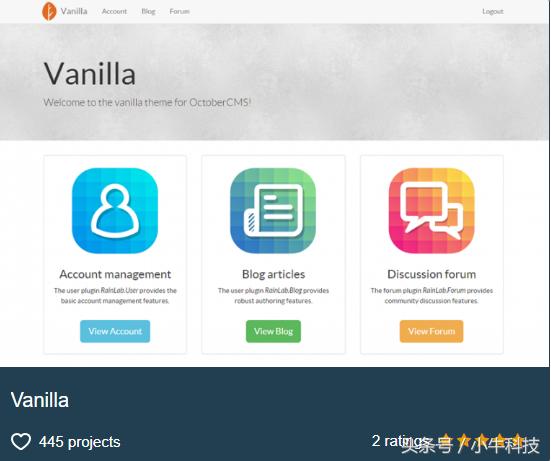 Vanilla Account Blog Forum Logout
Vanilla
Welcome to the vanilla theme for OctoberCMS!
Account management Blog articles Discussion forum
The user plugin RainLab.User provides the The user plugin RainLab.Blog provides The forum plugin RainLab.Forum provides
basic account management features. robust authoring features. community discussion features.
View Account View Blog View Forum
Vanilla
445 projects 2 ratings
头条号 / 小牛科技